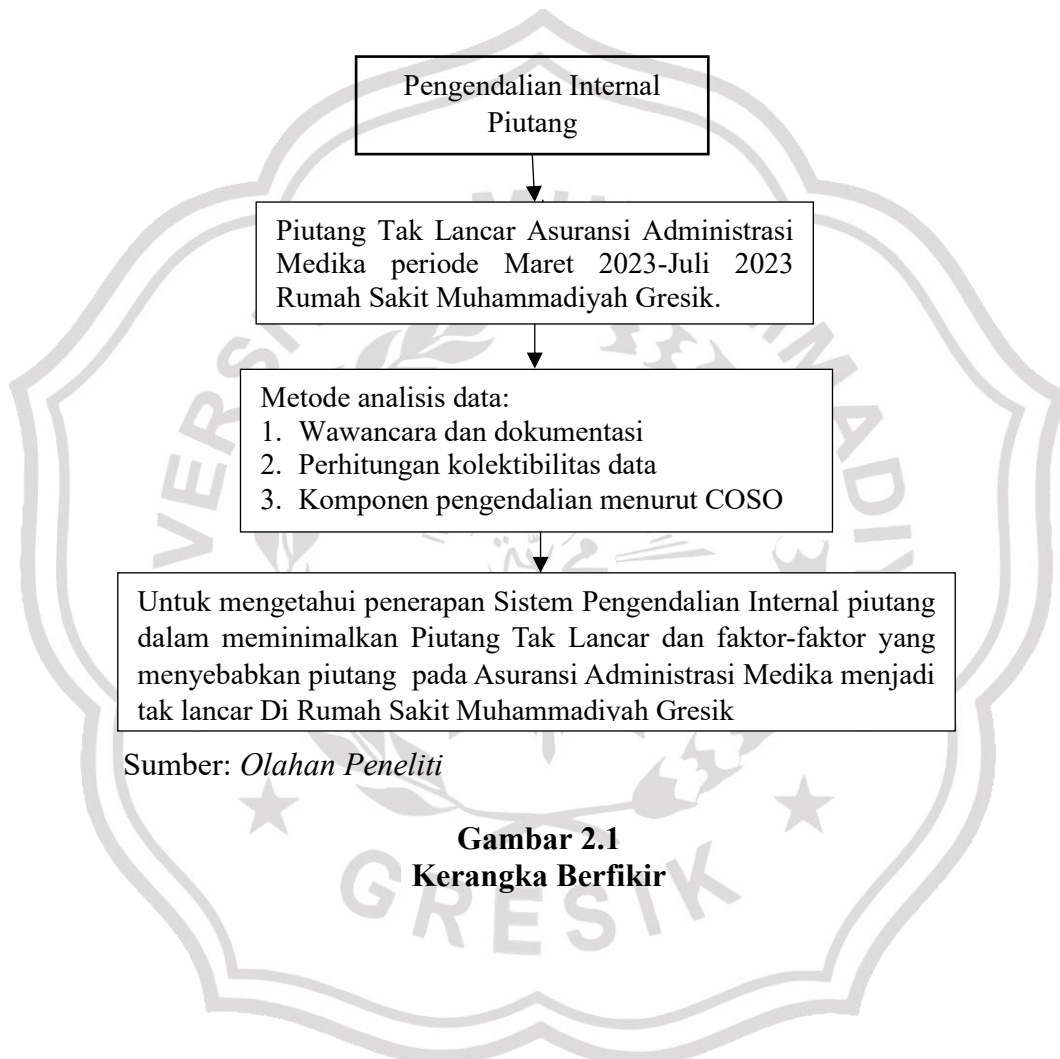 Pengendalian Internal
Piutang
Piutang Tak Lancar Asuransi Administrasi
Medika periode Maret 2023-Juli 2023
Rumah Sakit Muhammadiyah Gresik.
Metode analisis data:
1. Wawancara dan dokumentasi
2. Perhitungan kolektibilitas data
3. Komponen pengendalian menurut COSO
Untuk mengetahui penerapan Sistem Pengendalian Internal piutang
dalam meminimalkan Piutang Tak Lancar dan faktor-faktor yang
menyebabkan piutang pada Asuransi Administrasi Medika menjadi
tak lancar Di Rumah Sakit Muhammadiyah Gresik
Sumber: Olahan Peneliti
Gambar 2.1
Kerangka Berfikir
GRESIK